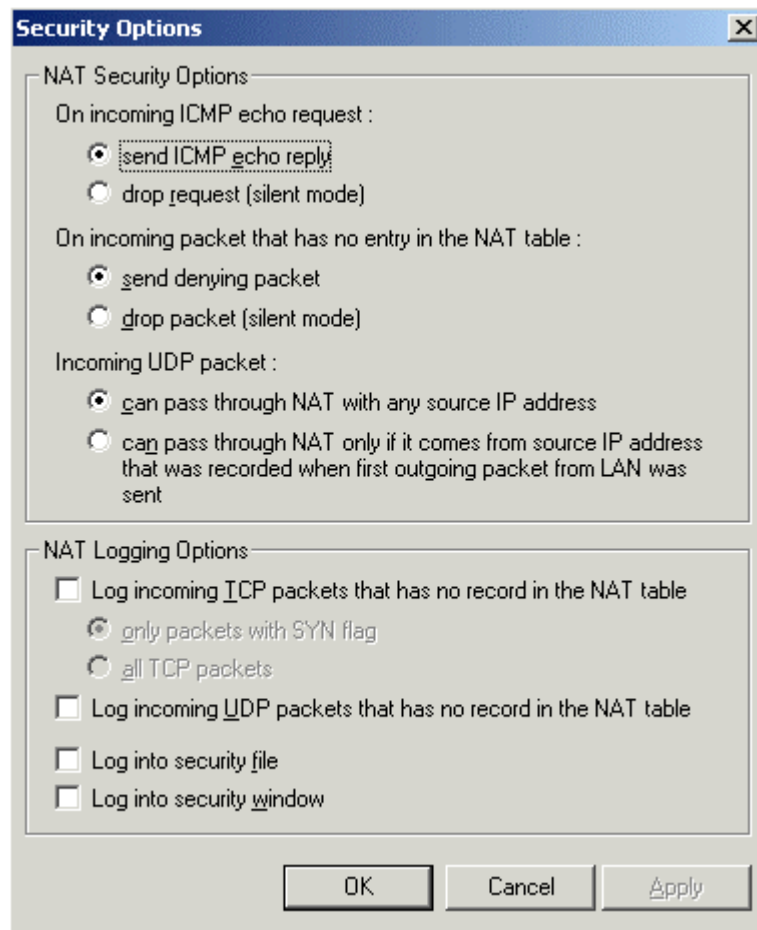 Security Options
NAT Security Options
On incoming ICMP echo request :
send ICMP echo reply
drop request (silent mode)
On incoming packet that has no entry in the NAT table :
send denying packet
drop packet (silent mode)
Incoming UDP packet :
can pass through NAT with any source IP address
can pass through NAT only if it comes from source IP address
that was recorded when first outgoing packet from LAN was
sent
NAT Logging Options
Log incoming TCP packets that has no record in the NAT table
only packets with SYN flag
all TCP packets
Log incoming UDP packets that has no record in the NAT table
Log into security file
Log into security window
OK Cancel Apply